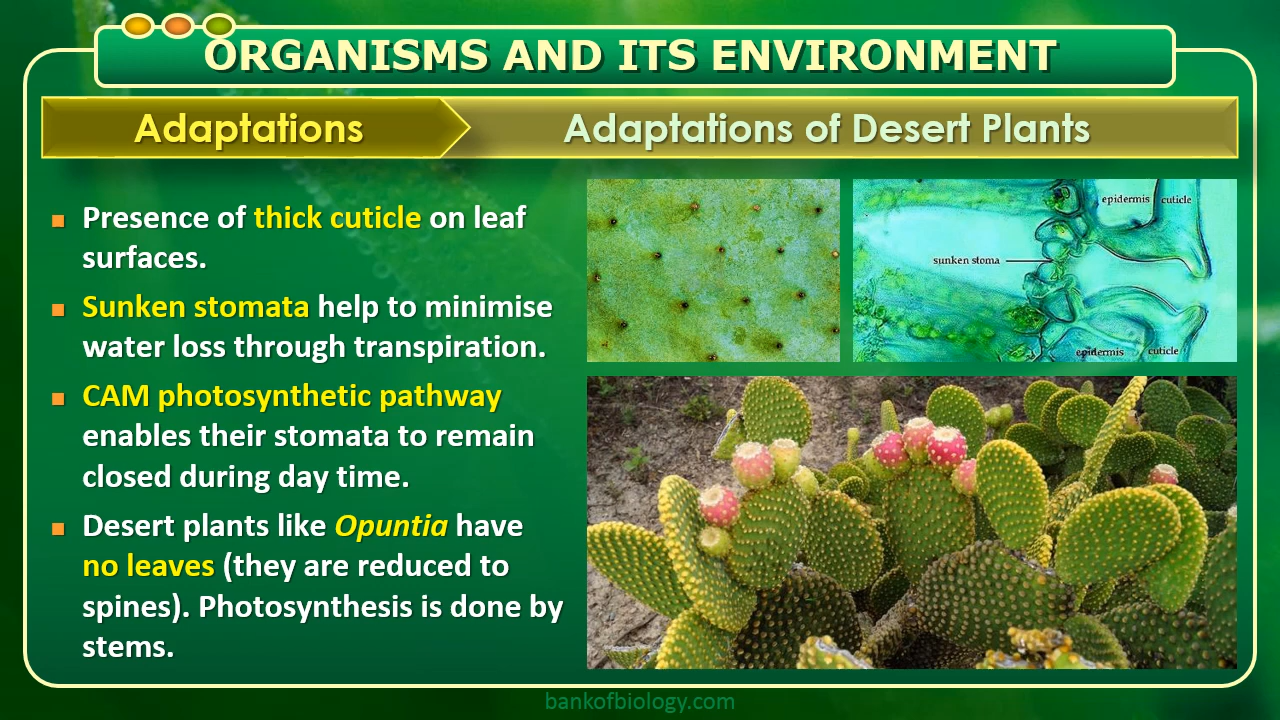 ORGANISMS AND ITS ENVIRONMENT
Adaptations
Adaptations of Desert Plants
Presence of thick cuticle on leaf
surfaces.
Sunken stomata help to minimise
water loss through transpiration.
CAM photosynthetic pathway
enables their stomata to remain
closed during day time.
Desert plants like Opuntia have
no leaves (they are reduced to
spines). Photosynthesis is done by
stems.
epidermis cuticle
sunken stoma
epidermis cuticle
bankofbiology.com